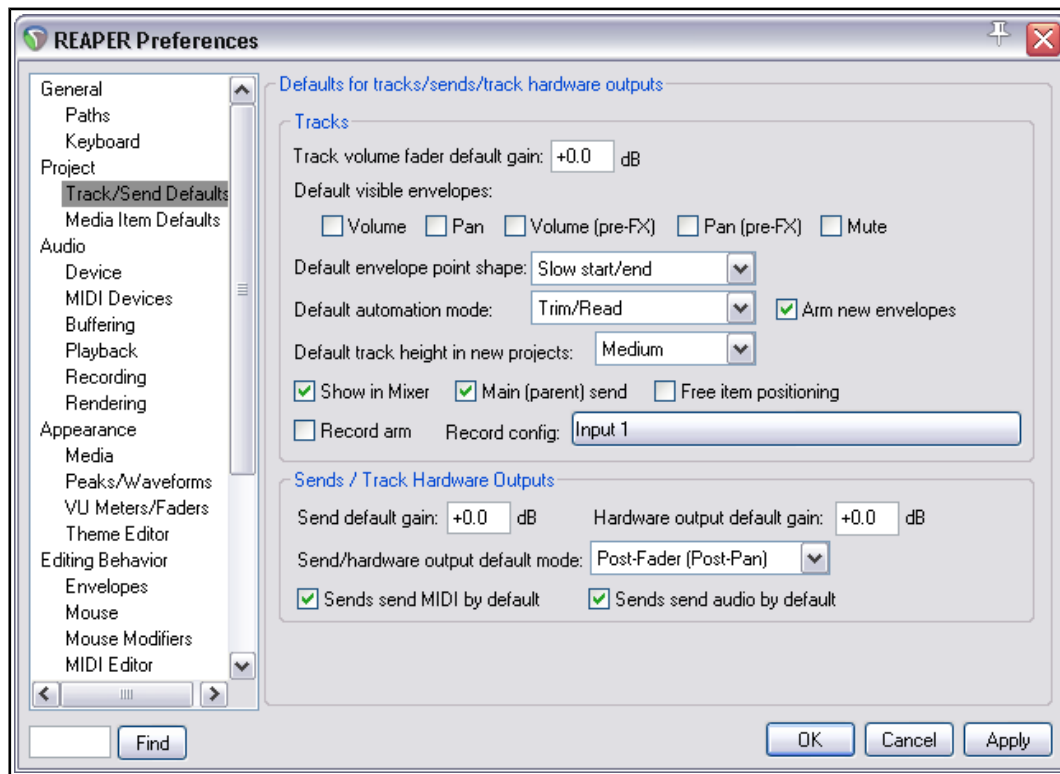 REAPER Preferences
General
Paths
Keyboard
Project
Track/Send Defaults
Media Item Defaults
Audio
Device
MIDI Devices
Buffering
Playback
Recording
Rendering
Appearance
Media
Peaks/Waveforms
VU Meters/Faders
Theme Editor
Editing Behavior
Envelopes
Mouse
Mouse Modifiers
MIDI Editor
Find
Defaults for tracks/sends/track hardware outputs
Tracks
Track volume fader default gain: +0.0 dB
Default visible envelopes:
Volume Pan Volume (pre-FX) Pan (pre-FX) Mute
Default envelope point shape: Slow start/end
Default automation mode: Trim/Read Arm new envelopes
Default track height in new projects: Medium
Show in Mixer Main (parent) send Free item positioning
Record arm Record config: Input 1
Sends / Track Hardware Outputs
Send default gain: +0.0 dB Hardware output default gain: +0.0 dB
Send/hardware output default mode: Post-Fader (Post-Pan)
Sends send MIDI by default Sends send audio by default
OK Cancel Apply